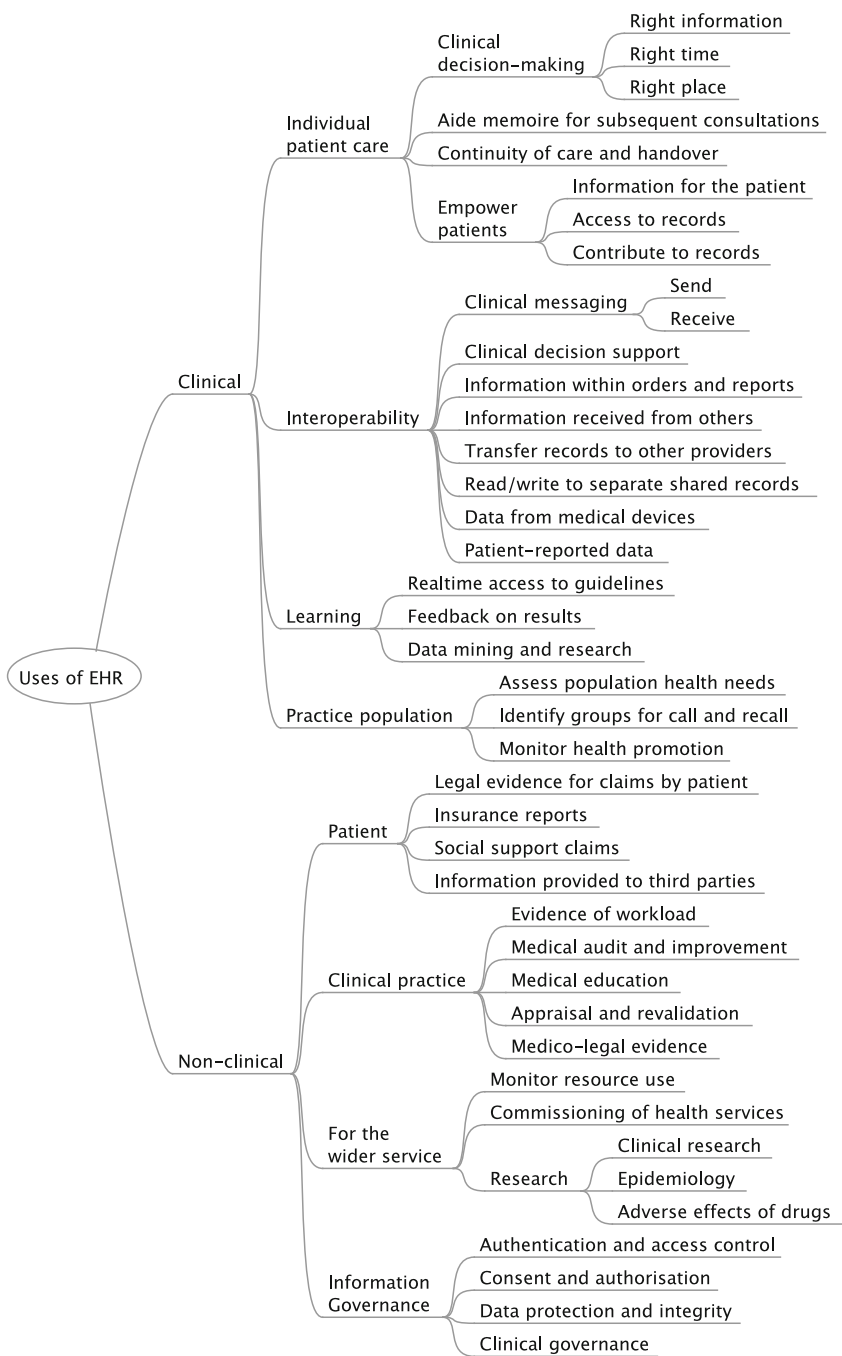 Right information
Clinical
decision-making
Right time
Right place
Individual
patient care
Aide memoire for subsequent consultations
Continuity of care and handover
Information for the patient
Empower
patients
Access to records
Contribute to records
Send
Clinical messaging
Receive
Clinical
Clinical decision support
Information within orders and reports
Interoperability
Information received from others
Transfer records to other providers
Read/write to separate shared records
Data from medical devices
Patient-reported data
Realtime access to guidelines
Learning
Feedback on results
Data mining and research
Uses of EHR
Assess population health needs
Practice population
Identify groups for call and recall
Monitor health promotion
Legal evidence for claims by patient
Patient
Insurance reports
Social support claims
Information provided to third parties
Evidence of workload
Medical audit and improvement
Clinical practice
Medical education
Appraisal and revalidation
Medico-legal evidence
Non-clinical
Monitor resource use
Commissioning of health services
For the
wider service
Clinical research
Research
Epidemiology
Adverse effects of drugs
Authentication and access control
Information
Governance
Consent and authorisation
Data protection and integrity
Clinical governance